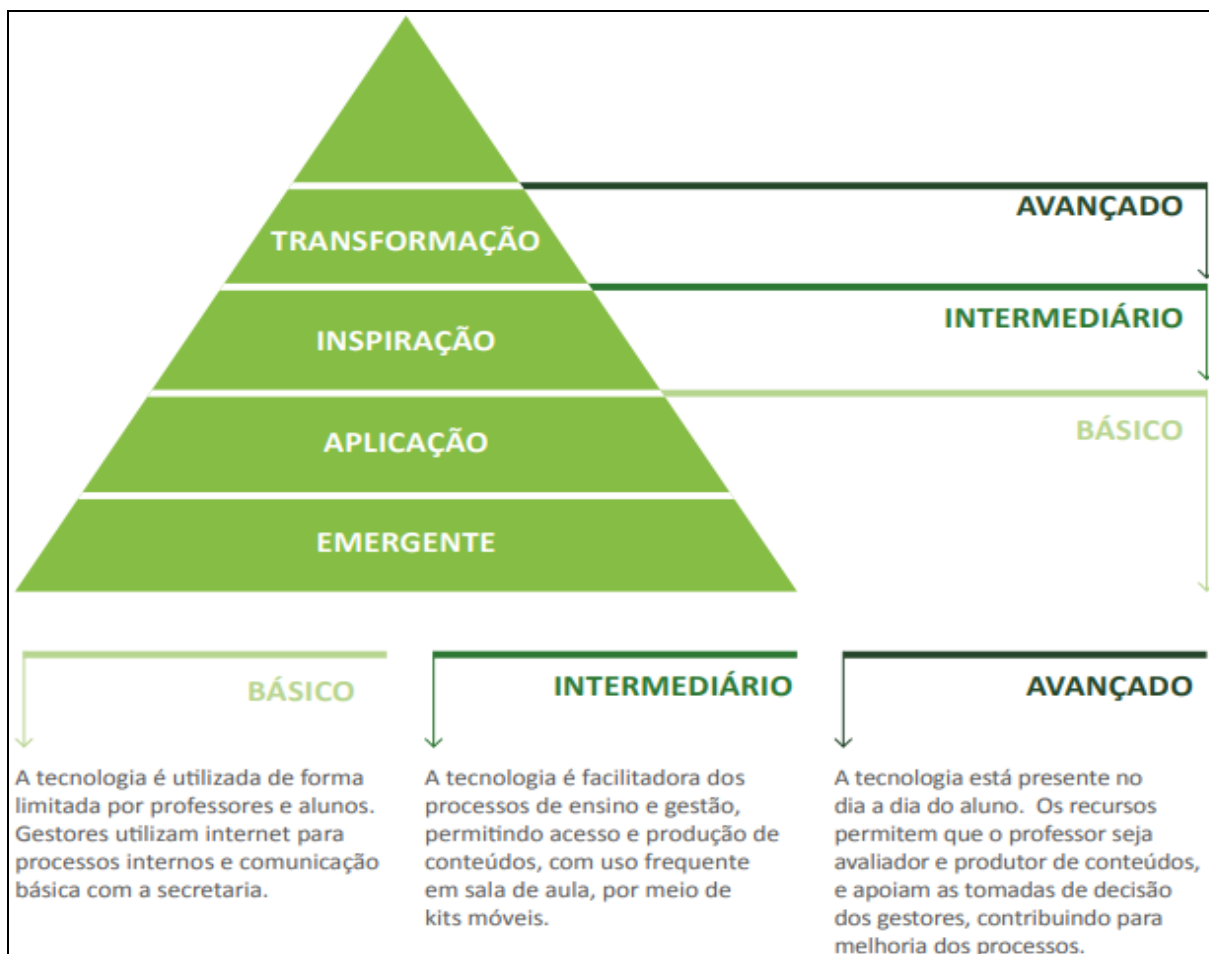 AVANÇADO
TRANSFORMAÇÃO
INTERMEDIÁRIO
INSPIRAÇÃO
BÁSICO
APLICAÇÃO
EMERGENTE
BÁSICO
A tecnologia é utilizada de forma
limitada por professores e alunos.
Gestores utilizam internet para
processos internos e comunicação
básica com a secretaria.
INTERMEDIÁRIO
A tecnologia é facilitadora dos
processos de ensino e gestão,
permitindo acesso e produção de
conteúdos, com uso frequente
em sala de aula, por meio de
kits móveis.
AVANÇADO
A tecnologia está presente no
dia a dia do aluno.  Os recursos
permitem que o professor seja
avaliador e produtor de conteúdos,
e apoiam as tomadas de decisão
dos gestores, contribuindo para
melhoria dos processos.